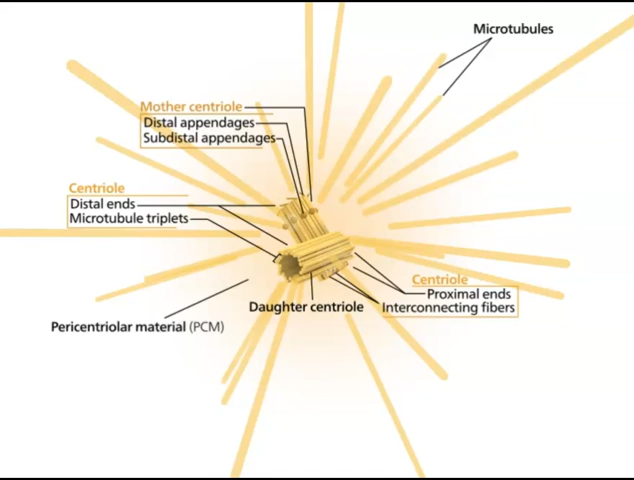 Microtubules
Mother centriole
Distal appendages
Subdistal appendages
Centriole
Distal ends
Microtubule triplets
Centriole
Proximal ends
Interconnecting fibers
Daughter centriole
Pericentriolar material (PCM)